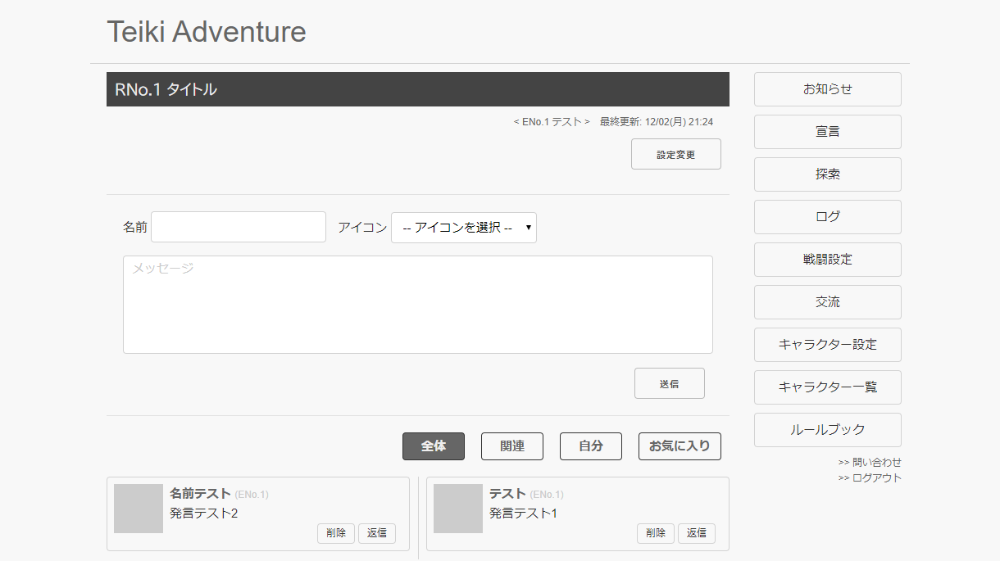 Teiki Adventure
RNo.1 タイトル
< ENo.1 テスト > 最終更新: 12/02(月) 21:24
設定変更
名前
アイコン -- アイコンを選択 --
メッセージ
送信
全体 関連 自分 お気に入り
名前テスト (ENo.1)
発言テスト2
削除 返信
テスト (ENo.1)
発言テスト1
削除 返信
お知らせ
宣言
探索
ログ
戦闘設定
交流
キャラクター設定
キャラクター一覧
ルールブック
>> 問い合わせ
>> ログアウト